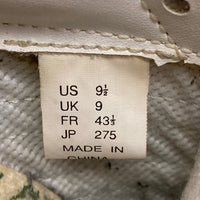 US 9½
UK 9
FR 43⅓
JP 275
MADE IN
CHINA